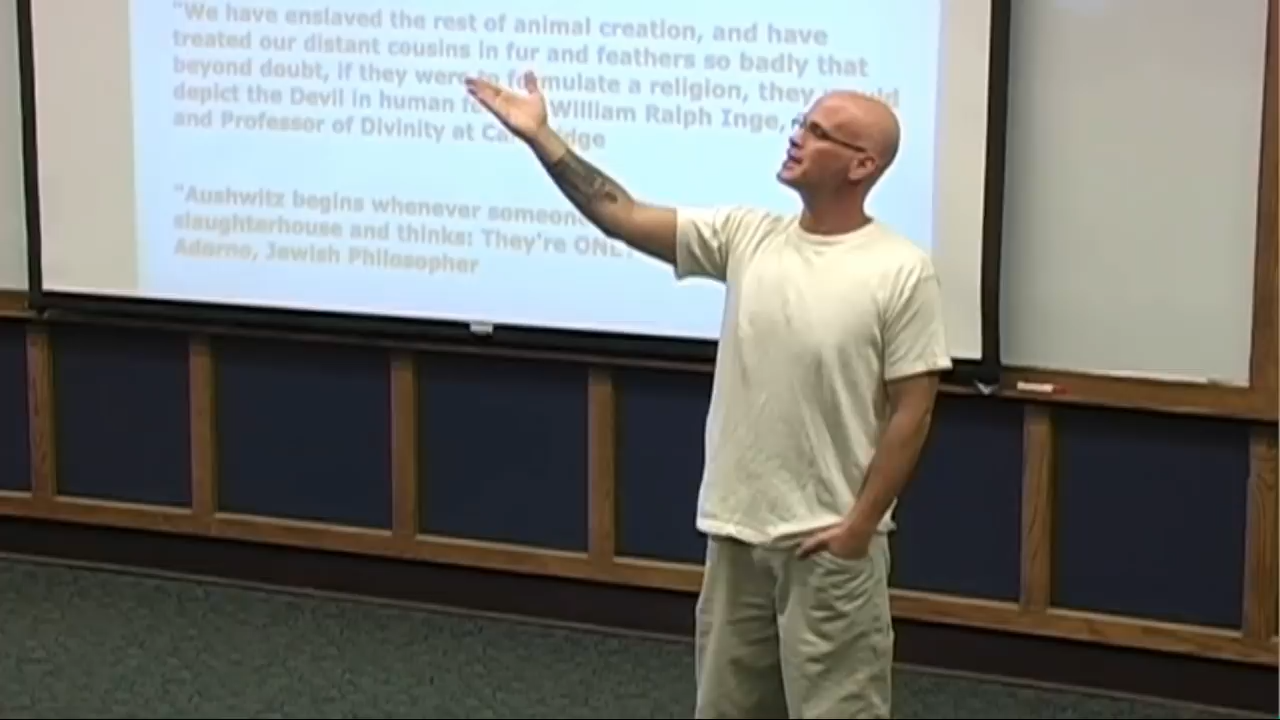 "We have enslaved the rest of animal creation, and have
treated our distant cousins in fur and feathers so badly that
beyond doubt, if they were to formulate a religion, they
depict the Devil in human William Ralph Inge,
and Professor of Divinity at
"Aushwitz begins whenever
slaughterhouse and thinks: They're
Adorno, Jewish Philosopher